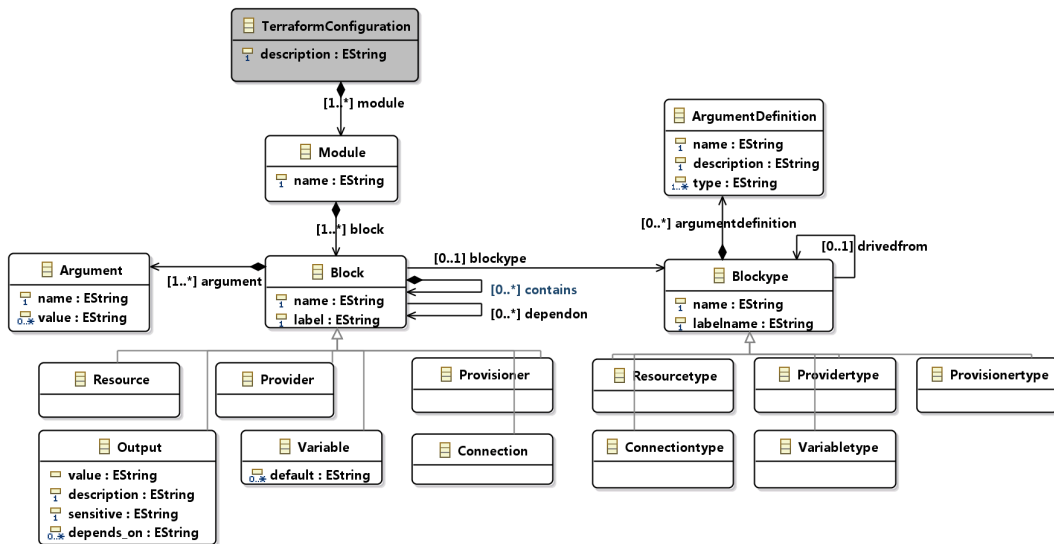 TerraformConfiguration
description : EString
[1..*] module
Module
name : EString
[1..*] block
ArgumentDefinition
name : EString
description : EString
type : EString
[0..*] argumentdefinition
[0..1] drivedfrom
Argument
name : EString
value : EString
[1..*] argument
Block
name : EString
label : EString
[0..1] blockype
[0..*] contains
[0..*] dependon
Blockype
name : EString
labelname : EString
Resource
Provider
Provisioner
Resourcetype
Providertype
Provisionertype
Output
value : EString
description : EString
sensitive : EString
depends_on : EString
Variable
default : EString
Connection
Connectiontype
Variabletype